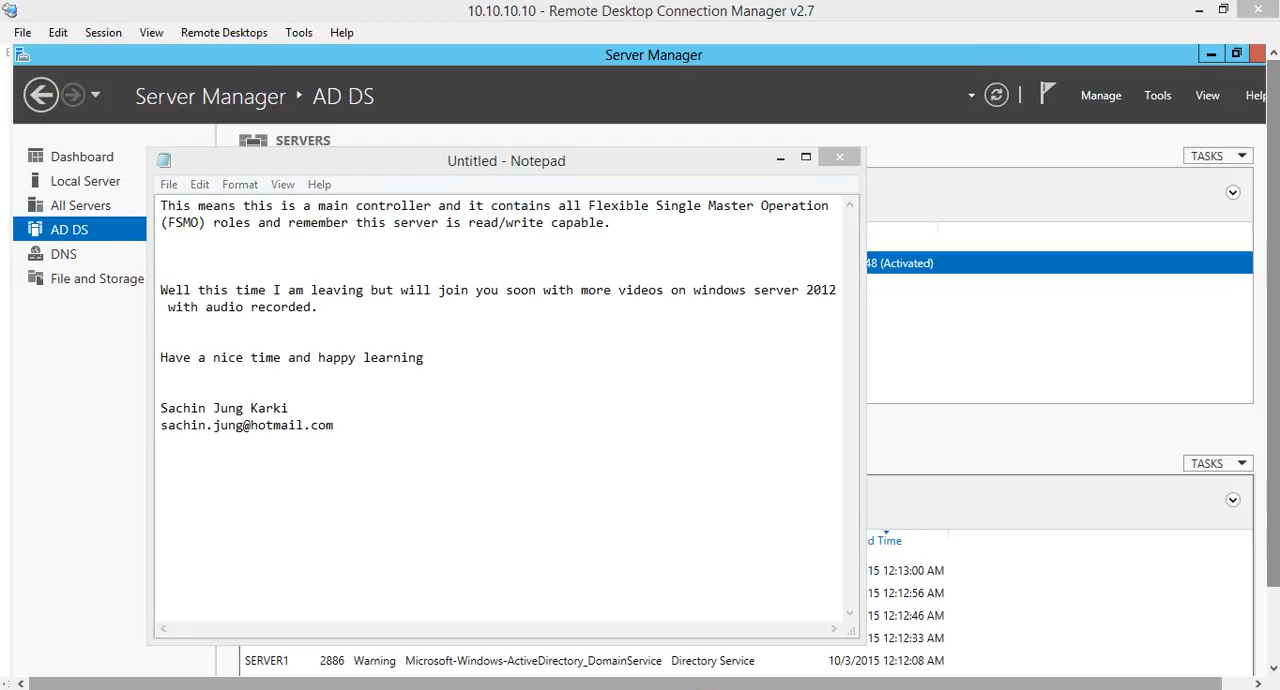 10.10.10.10 - Remote Desktop Connection Manager v2.7
File Edit Session View Remote Desktops Tools Help
Server Manager
Server Manager ‣ AD DS
Manage Tools View Help
SERVERS
TASKS
Dashboard
Local Server
All Servers
AD DS
DNS
File and Storage
Untitled - Notepad
File Edit Format View Help
This means this is a main controller and it contains all Flexible Single Master Operation
(FSMO) roles and remember this server is read/write capable.
Well this time I am leaving but will join you soon with more videos on windows server 2012
with audio recorded.
Have a nice time and happy learning
Sachin Jung Karki
sachin.jung@hotmail.com
48 (Activated)
TASKS
d Time
15 12:13:00 AM
15 12:12:56 AM
15 12:12:46 AM
15 12:12:33 AM
SERVER1 2886 Warning Microsoft-Windows-ActiveDirectory_DomainService Directory Service 10/3/2015 12:12:08 AM